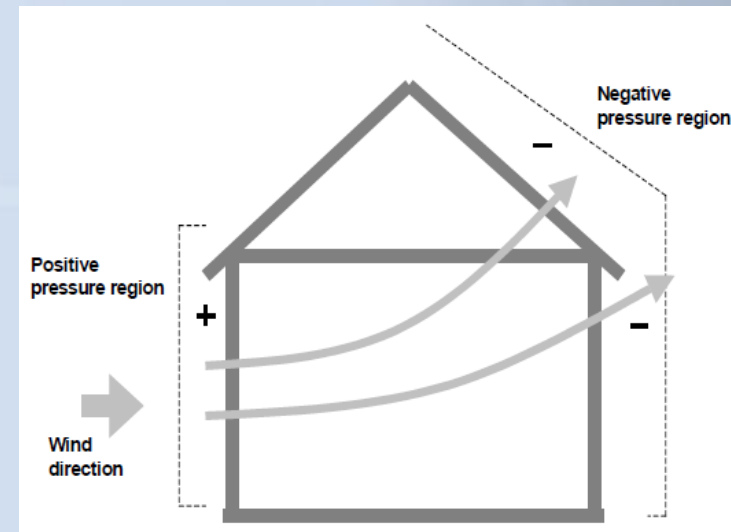 Negative
pressure region
−
Positive
pressure region
+
−
Wind
direction